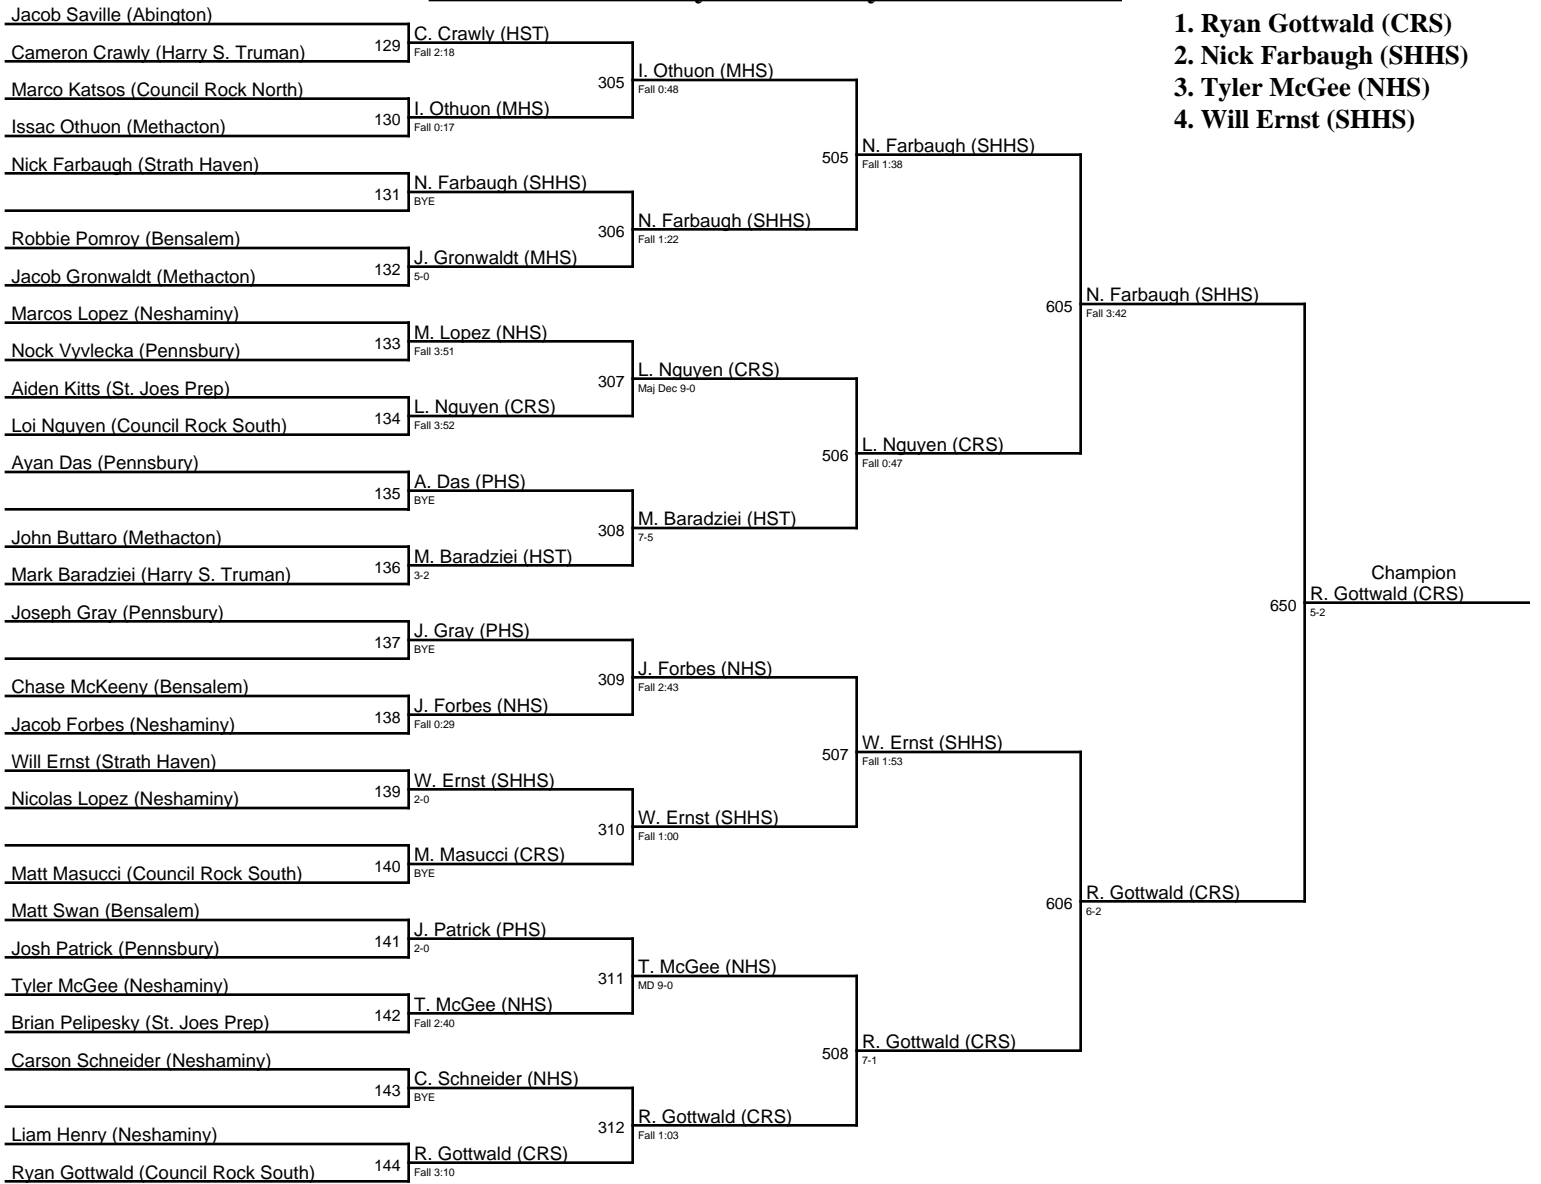 1. Ryan Gottwald (CRS)
2. Nick Farbaugh (SHHS)
3. Tyler McGee (NHS)
4. Will Ernst (SHHS)
Jacob Saville (Abington)
Cameron Crawly (Harry S. Truman)
Marco Katsos (Council Rock North)
Issac Othuon (Methacton)
Nick Farbaugh (Strath Haven)
Robbie Pomroy (Bensalem)
Jacob Gronwaldt (Methacton)
Marcos Lopez (Neshaminy)
Nock Vyvlecka (Pennsbury)
Aiden Kitts (St. Joes Prep)
Loi Nguyen (Council Rock South)
Ayan Das (Pennsbury)
John Buttaro (Methacton)
Mark Baradziei (Harry S. Truman)
Joseph Gray (Pennsbury)
Chase McKeeny (Bensalem)
Jacob Forbes (Neshaminy)
Will Ernst (Strath Haven)
Nicolas Lopez (Neshaminy)
Matt Masucci (Council Rock South)
Matt Swan (Bensalem)
Josh Patrick (Pennsbury)
Tyler McGee (Neshaminy)
Brian Pelipesky (St. Joes Prep)
Carson Schneider (Neshaminy)
Liam Henry (Neshaminy)
Ryan Gottwald (Council Rock South)
129
C. Crawly (HST)
Fall 2:18
130
I. Othuon (MHS)
Fall 0:17
131
N. Farbaugh (SHHS)
BYE
132
J. Gronwaldt (MHS)
5-0
133
M. Lopez (NHS)
Fall 3:51
134
L. Nguyen (CRS)
Fall 3:52
135
A. Das (PHS)
BYE
136
M. Baradziei (HST)
3-2
137
J. Gray (PHS)
BYE
138
J. Forbes (NHS)
Fall 0:29
139
W. Ernst (SHHS)
2-0
140
M. Masucci (CRS)
BYE
141
J. Patrick (PHS)
2-0
142
T. McGee (NHS)
Fall 2:40
143
C. Schneider (NHS)
BYE
144
R. Gottwald (CRS)
Fall 3:10
305
I. Othuon (MHS)
Fall 0:48
306
N. Farbaugh (SHHS)
Fall 1:22
307
L. Nguyen (CRS)
Maj Dec 9-0
308
M. Baradziei (HST)
7-5
309
J. Forbes (NHS)
Fall 2:43
310
W. Ernst (SHHS)
Fall 1:00
311
T. McGee (NHS)
MD 9-0
312
R. Gottwald (CRS)
Fall 1:03
505
N. Farbaugh (SHHS)
Fall 1:38
506
L. Nguyen (CRS)
Fall 0:47
507
W. Ernst (SHHS)
Fall 1:53
508
R. Gottwald (CRS)
7-1
605
N. Farbaugh (SHHS)
Fall 3:42
606
R. Gottwald (CRS)
6-2
650
Champion
R. Gottwald (CRS)
5-2